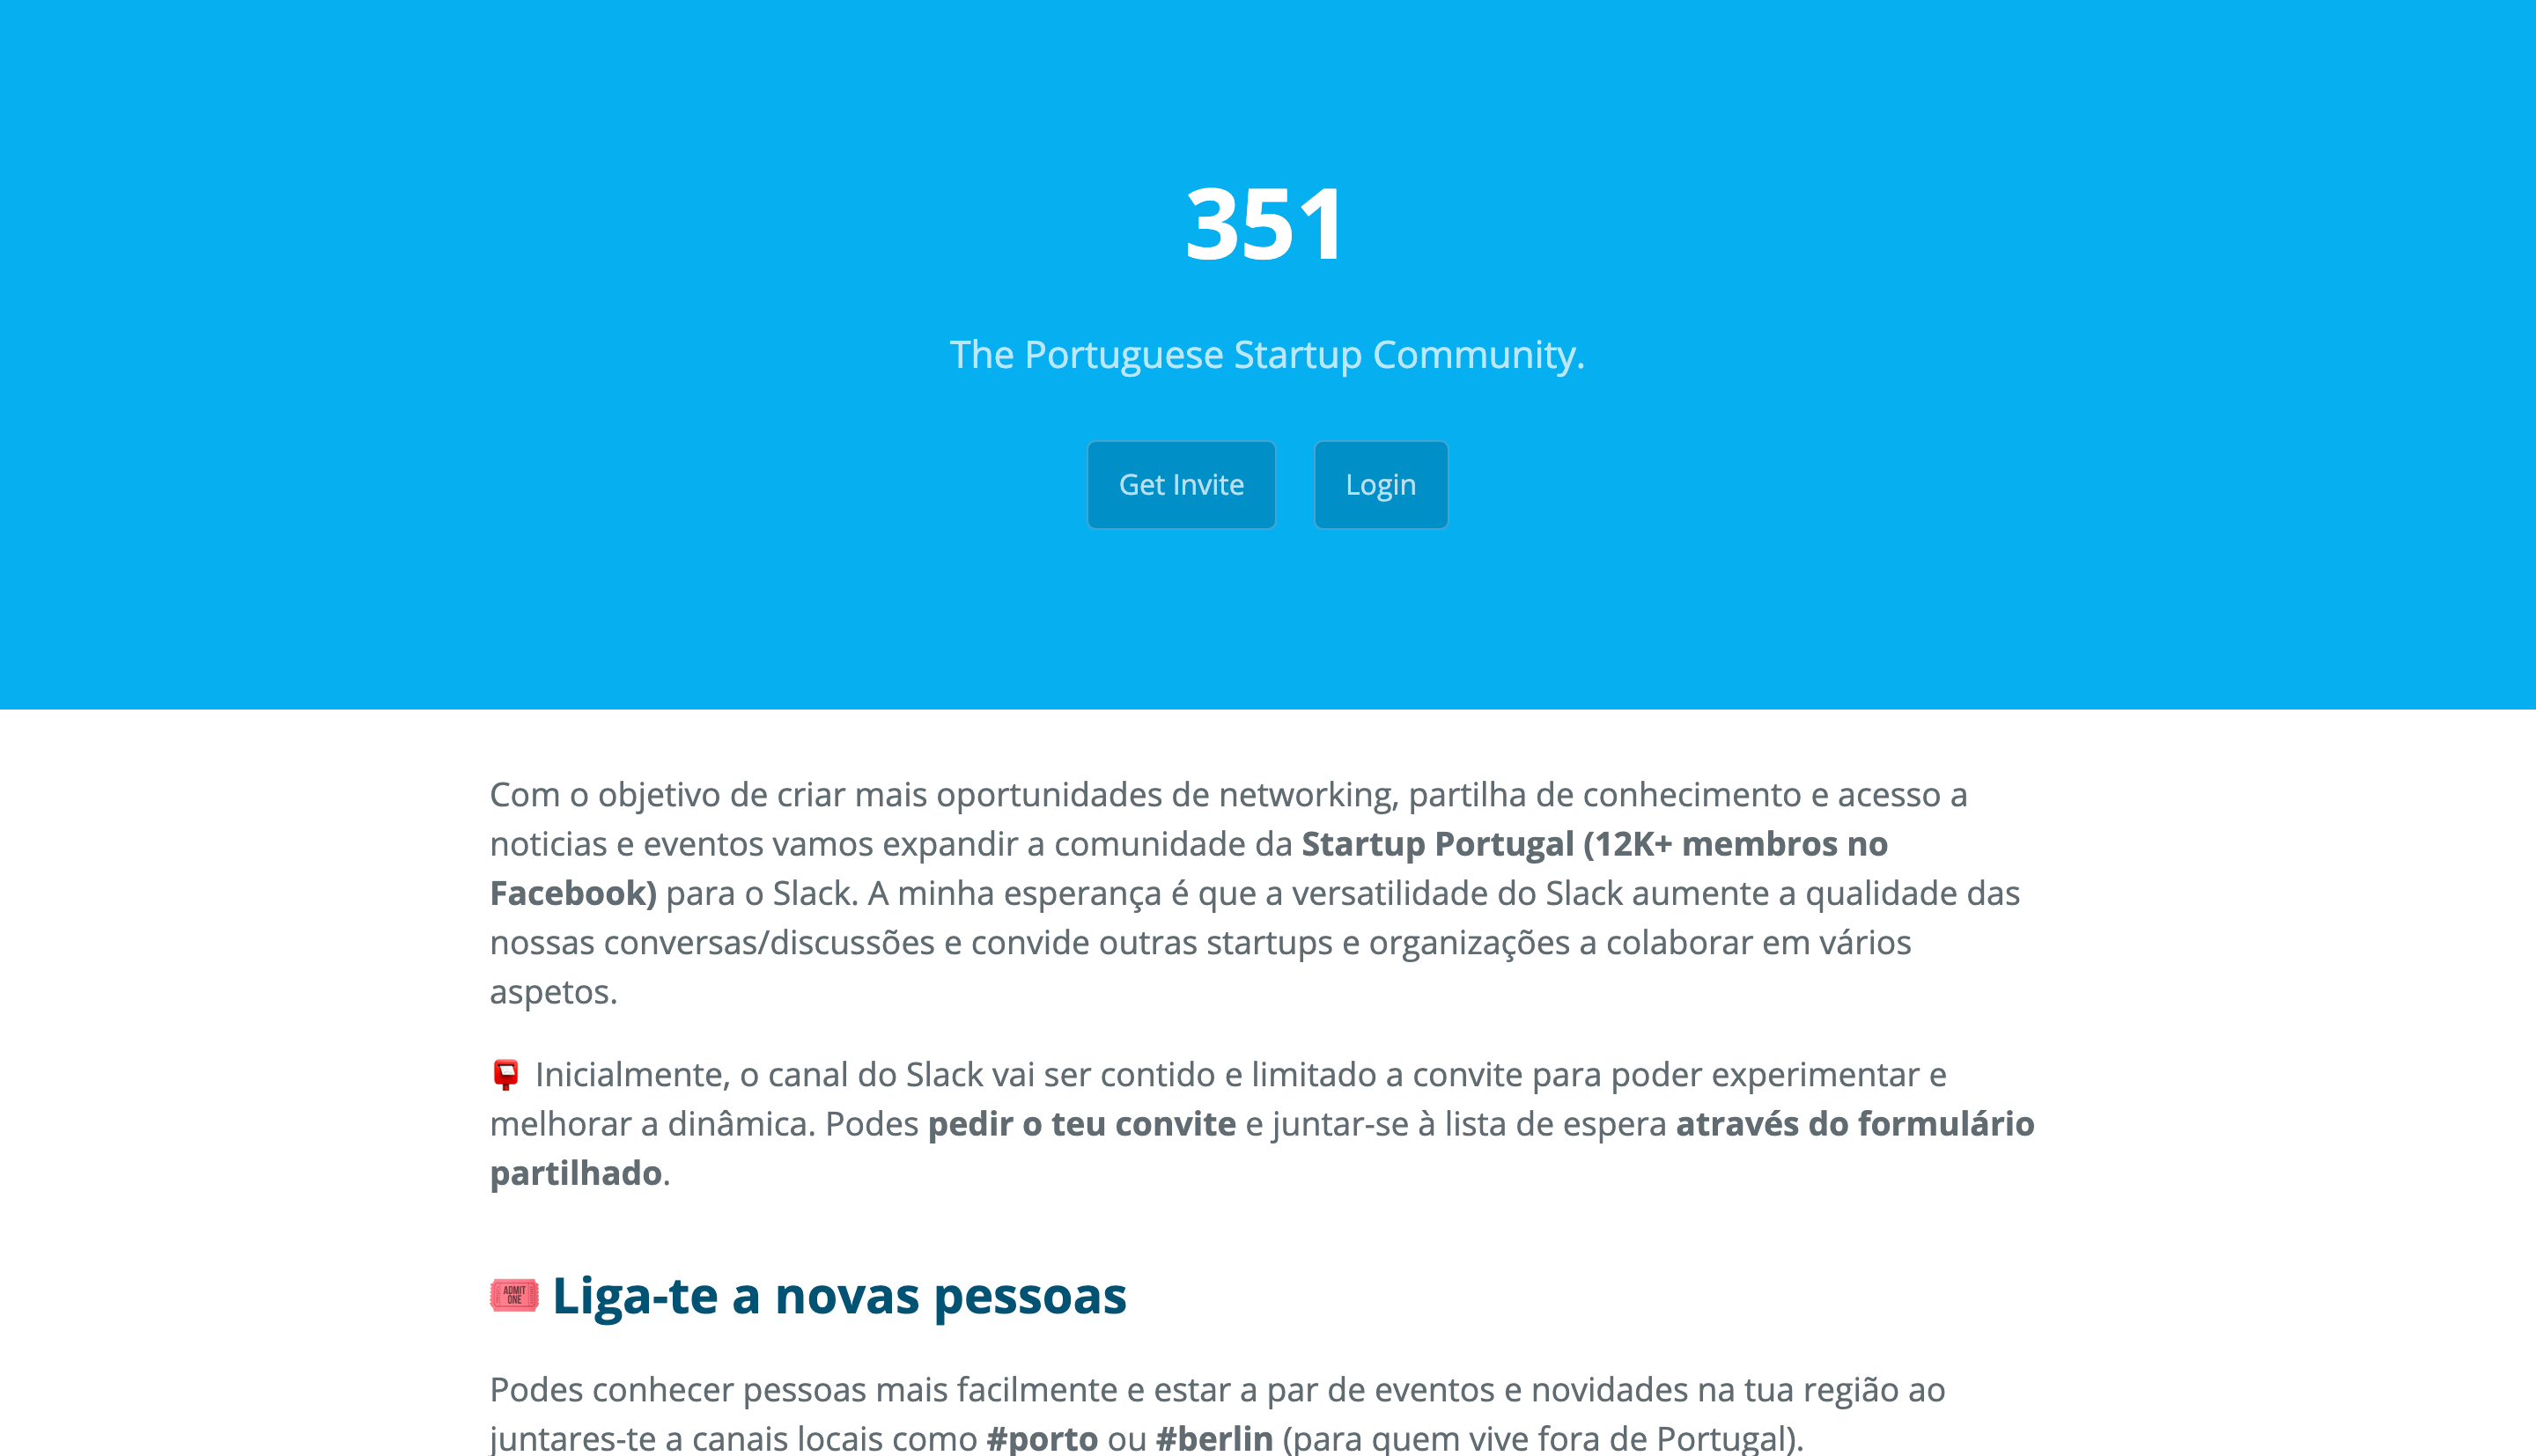 351
The Portuguese Startup Community.
Get Invite
Login
Com o objetivo de criar mais oportunidades de networking, partilha de conhecimento e acesso a
noticias e eventos vamos expandir a comunidade da Startup Portugal (12K+ membros no
Facebook) para o Slack. A minha esperança é que a versatilidade do Slack aumente a qualidade das
nossas conversas/discussões e convide outras startups e organizações a colaborar em vários
aspetos.
Inicialmente, o canal do Slack vai ser contido e limitado a convite para poder experimentar e
melhorar a dinâmica. Podes pedir o teu convite e juntar-se à lista de espera através do formulário
partilhado.
ADMIT
ONE
Liga-te a novas pessoas
Podes conhecer pessoas mais facilmente e estar a par de eventos e novidades na tua região ao
juntares-te a canais locais como #porto ou #berlin (para quem vive fora de Portugal).